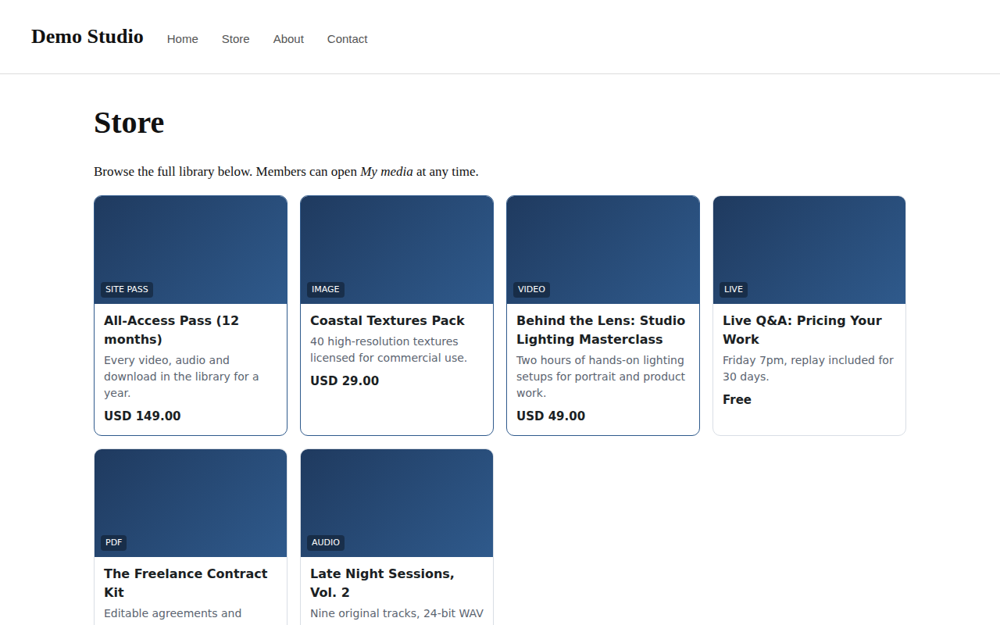 Demo Studio
Home
Store
About
Contact
Store
Browse the full library below. Members can open My media at any time.
SITE PASS
All-Access Pass (12
months)
Every video, audio and
download in the library for a
year.
USD 149.00
IMAGE
Coastal Textures Pack
40 high-resolution textures
licensed for commercial use.
USD 29.00
VIDEO
Behind the Lens: Studio
Lighting Masterclass
Two hours of hands-on lighting
setups for portrait and product
work.
USD 49.00
LIVE
Live Q&A: Pricing Your
Work
Friday 7pm, replay included for
30 days.
Free
PDF
The Freelance Contract
Kit
Editable agreements and
AUDIO
Late Night Sessions,
Vol. 2
Nine original tracks, 24-bit WAV